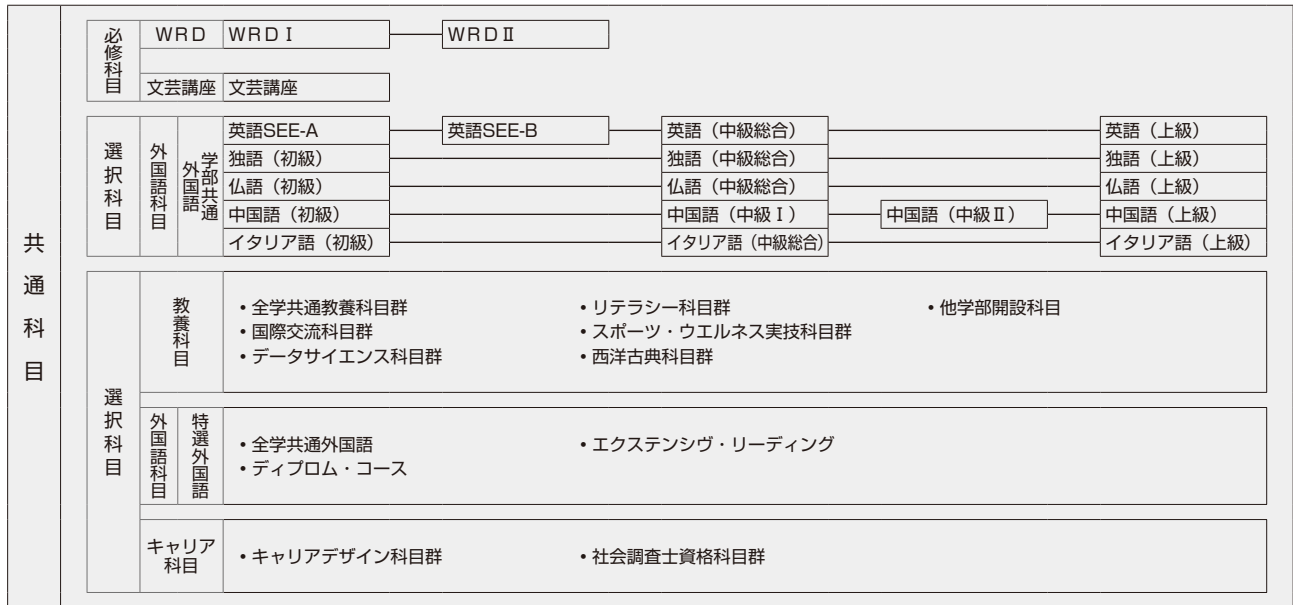 共通科目
必修科目
WRD
WRDⅠ
WRDⅡ
文芸講座
文芸講座
選択科目
外国語科目
学部共通
外国語
英語SEE-A
英語SEE-B
英語（中級総合）
英語（上級）
独語（初級）
独語（中級総合）
独語（上級）
仏語（初級）
仏語（中級総合）
仏語（上級）
中国語（初級）
中国語（中級Ⅰ）
中国語（中級Ⅱ）
中国語（上級）
イタリア語（初級）
イタリア語（中級総合）
イタリア語（上級）
選択科目
教養科目
•全学共通教養科目群
•国際交流科目群
•データサイエンス科目群
•リテラシー科目群
•スポーツ・ウエルネス実技科目群
•西洋古典科目群
•他学部開設科目
外国語科目
特選外国語
•全学共通外国語
•ディプロム・コース
•エクステンシヴ・リーディング
キャリア
科目
•キャリアデザイン科目群
•社会調査士資格科目群